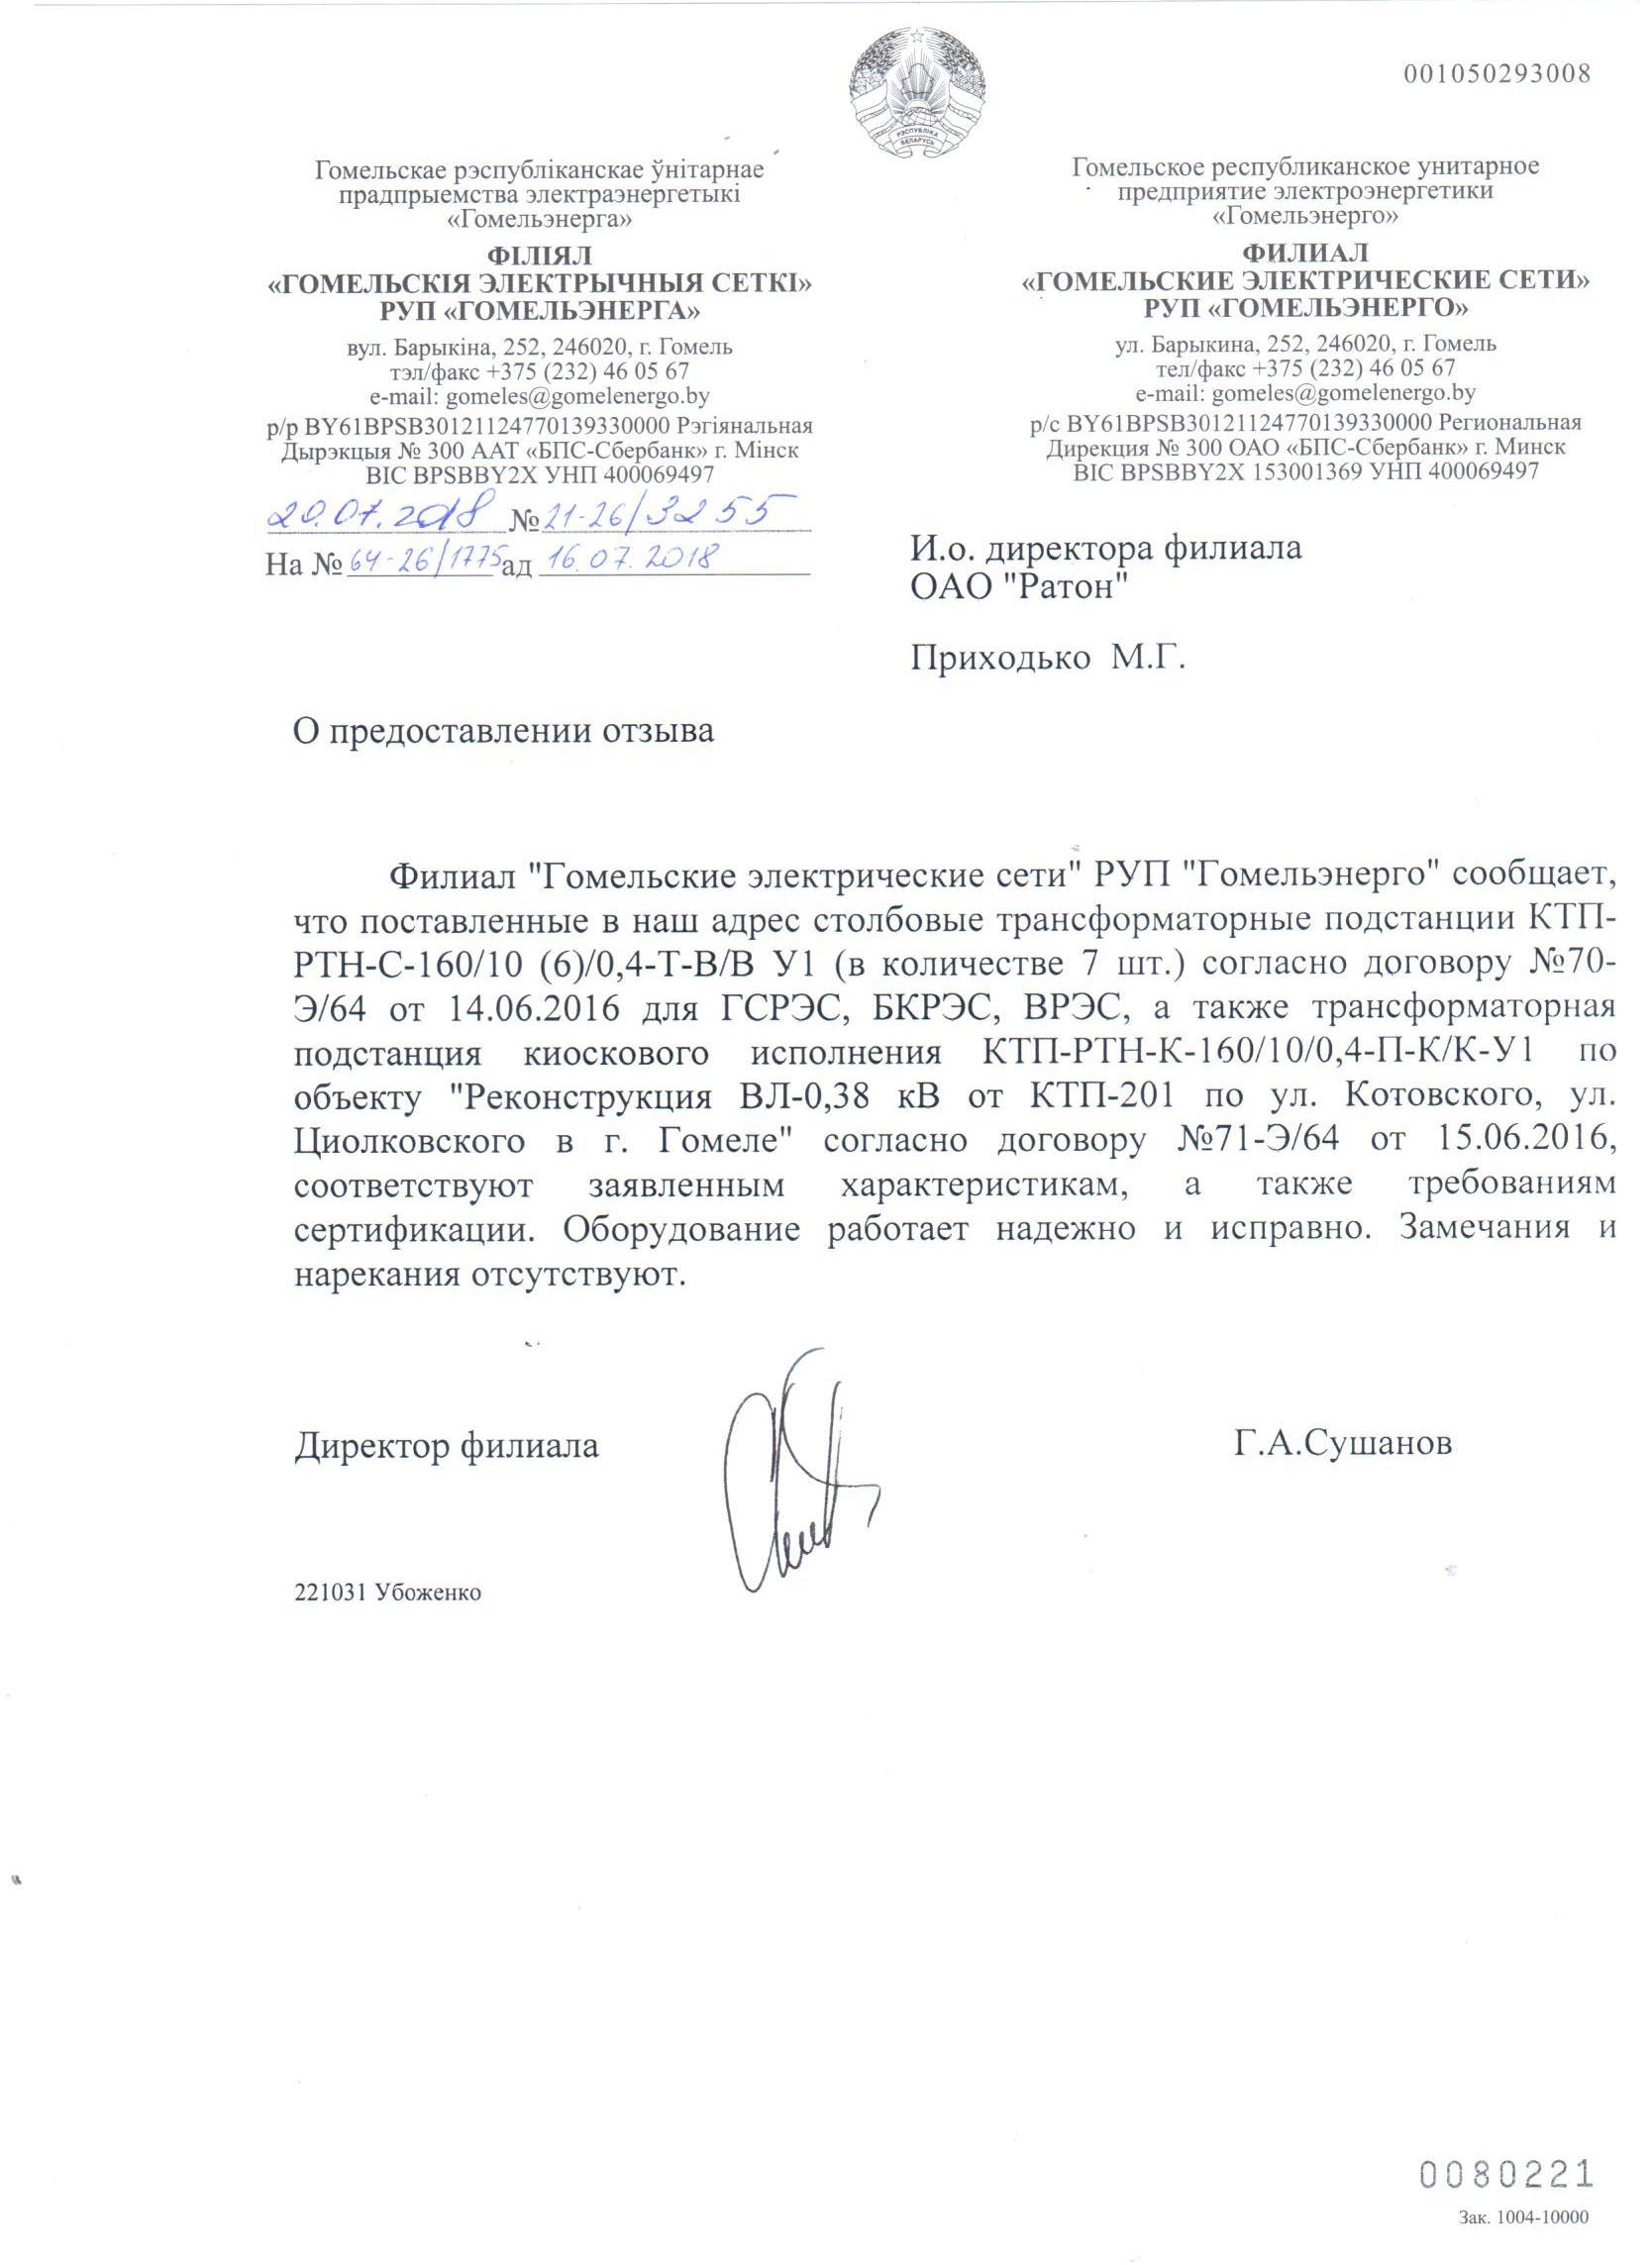 001050293008
РЭСПУБЛІКА
БЕЛАРУСЬ
Гомельскае рэспубліканскае ўнітарнае
прадпрыемства электраэнергетыкі
«Гомельэнерга»
ФІЛІЯЛ
«ГОМЕЛЬСКІЯ ЭЛЕКТРЫЧНЫЯ СЕТКІ»
РУП «ГОМЕЛЬЭНЕРГА»
вул. Барыкіна, 252, 246020, г. Гомель
тэл/факс +375 (232) 46 05 67
e-mail: gomeles@gomelenergo.by
р/р BY61BPSB30121124770139330000 Рэгіянальная
Дырэкцыя № 300 ААТ «БПС-Сбербанк» г. Мінск
BIC BPSBBY2X УНП 400069497
20.07.2018 № 21-26/3255
На № 64-26/1775 ад 16.07.2018
Гомельское республиканское унитарное
предприятие электроэнергетики
«Гомельэнерго»
ФИЛИАЛ
«ГОМЕЛЬСКИЕ ЭЛЕКТРИЧЕСКИЕ СЕТИ»
РУП «ГОМЕЛЬЭНЕРГО»
ул. Барыкина, 252, 246020, г. Гомель
тел/факс +375 (232) 46 05 67
e-mail: gomeles@gomelenergo.by
р/с BY61BPSB30121124770139330000 Региональная
Дирекция № 300 ОАО «БПС-Сбербанк» г. Минск
BIC BPSBBY2X 153001369 УНП 400069497
И.о. директора филиала
ОАО "Ратон"
Приходько М.Г.
О предоставлении отзыва
Филиал "Гомельские электрические сети" РУП "Гомельэнерго" сообщает,
что поставленные в наш адрес столбовые трансформаторные подстанции КТП-
РТН-С-160/10 (6)/0,4-Т-В/В У1 (в количестве 7 шт.) согласно договору №70-
Э/64 от 14.06.2016 для ГСРЭС, БКРЭС, ВРЭС, а также трансформаторная
подстанция киоскового исполнения КТП-РТН-К-160/10/0,4-П-К/К-У1 по
объекту "Реконструкция ВЛ-0,38 кВ от КТП-201 по ул. Котовского, ул.
Циолковского в г. Гомеле" согласно договору №71-Э/64 от 15.06.2016,
соответствуют заявленным характеристикам, а также требованиям
сертификации. Оборудование работает надежно и исправно. Замечания и
нарекания отсутствуют.
Директор филиала
Г.А.Сушанов
221031 Убоженко
0080221
Зак. 1004-10000